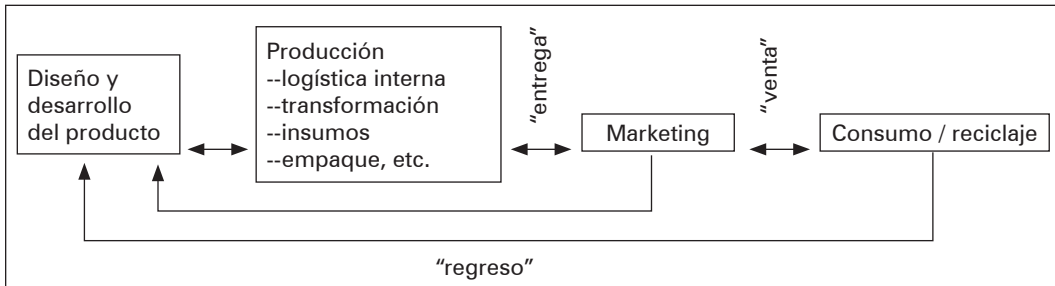 Diseño y
desarrollo
del producto
Producción
--logística interna
--transformación
--insumos
--empaque, etc.
“entrega”
Marketing
“venta”
Consumo / reciclaje
“regreso”